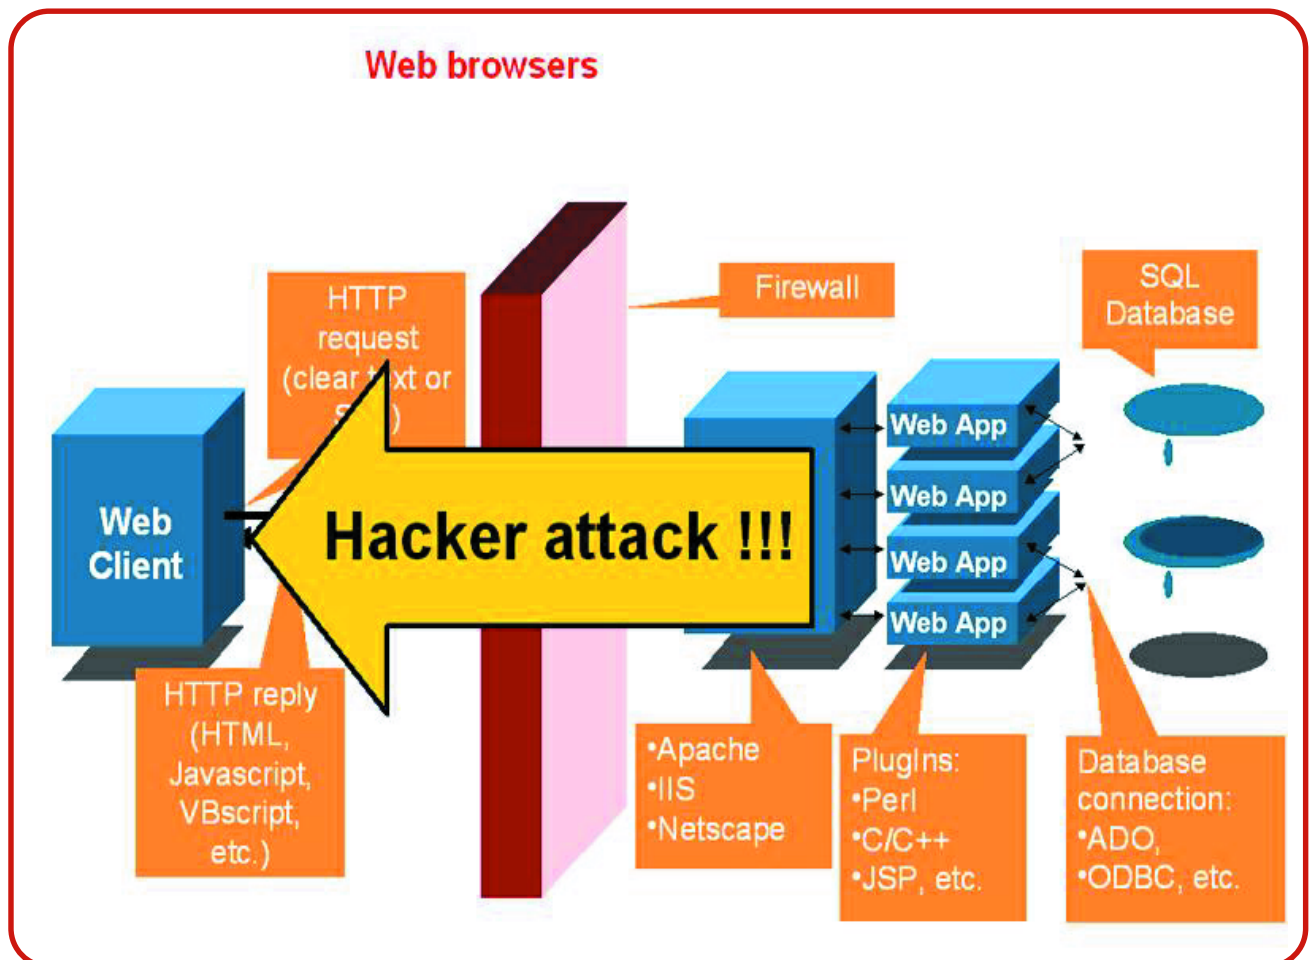 Web browsers
HTTP
request
(clear text or
Firewall
SQL
Database
Web
Client
Hacker attack !!!
Web App
Web App
Web App
Web App
HTTP reply
(HTML,
Javascript,
VBscript,
etc.)
•Apache
•IIS
•Netscape
PlugIns:
•Perl
•C/C++
•JSP, etc.
Database
connection:
•ADO,
•ODBC, etc.